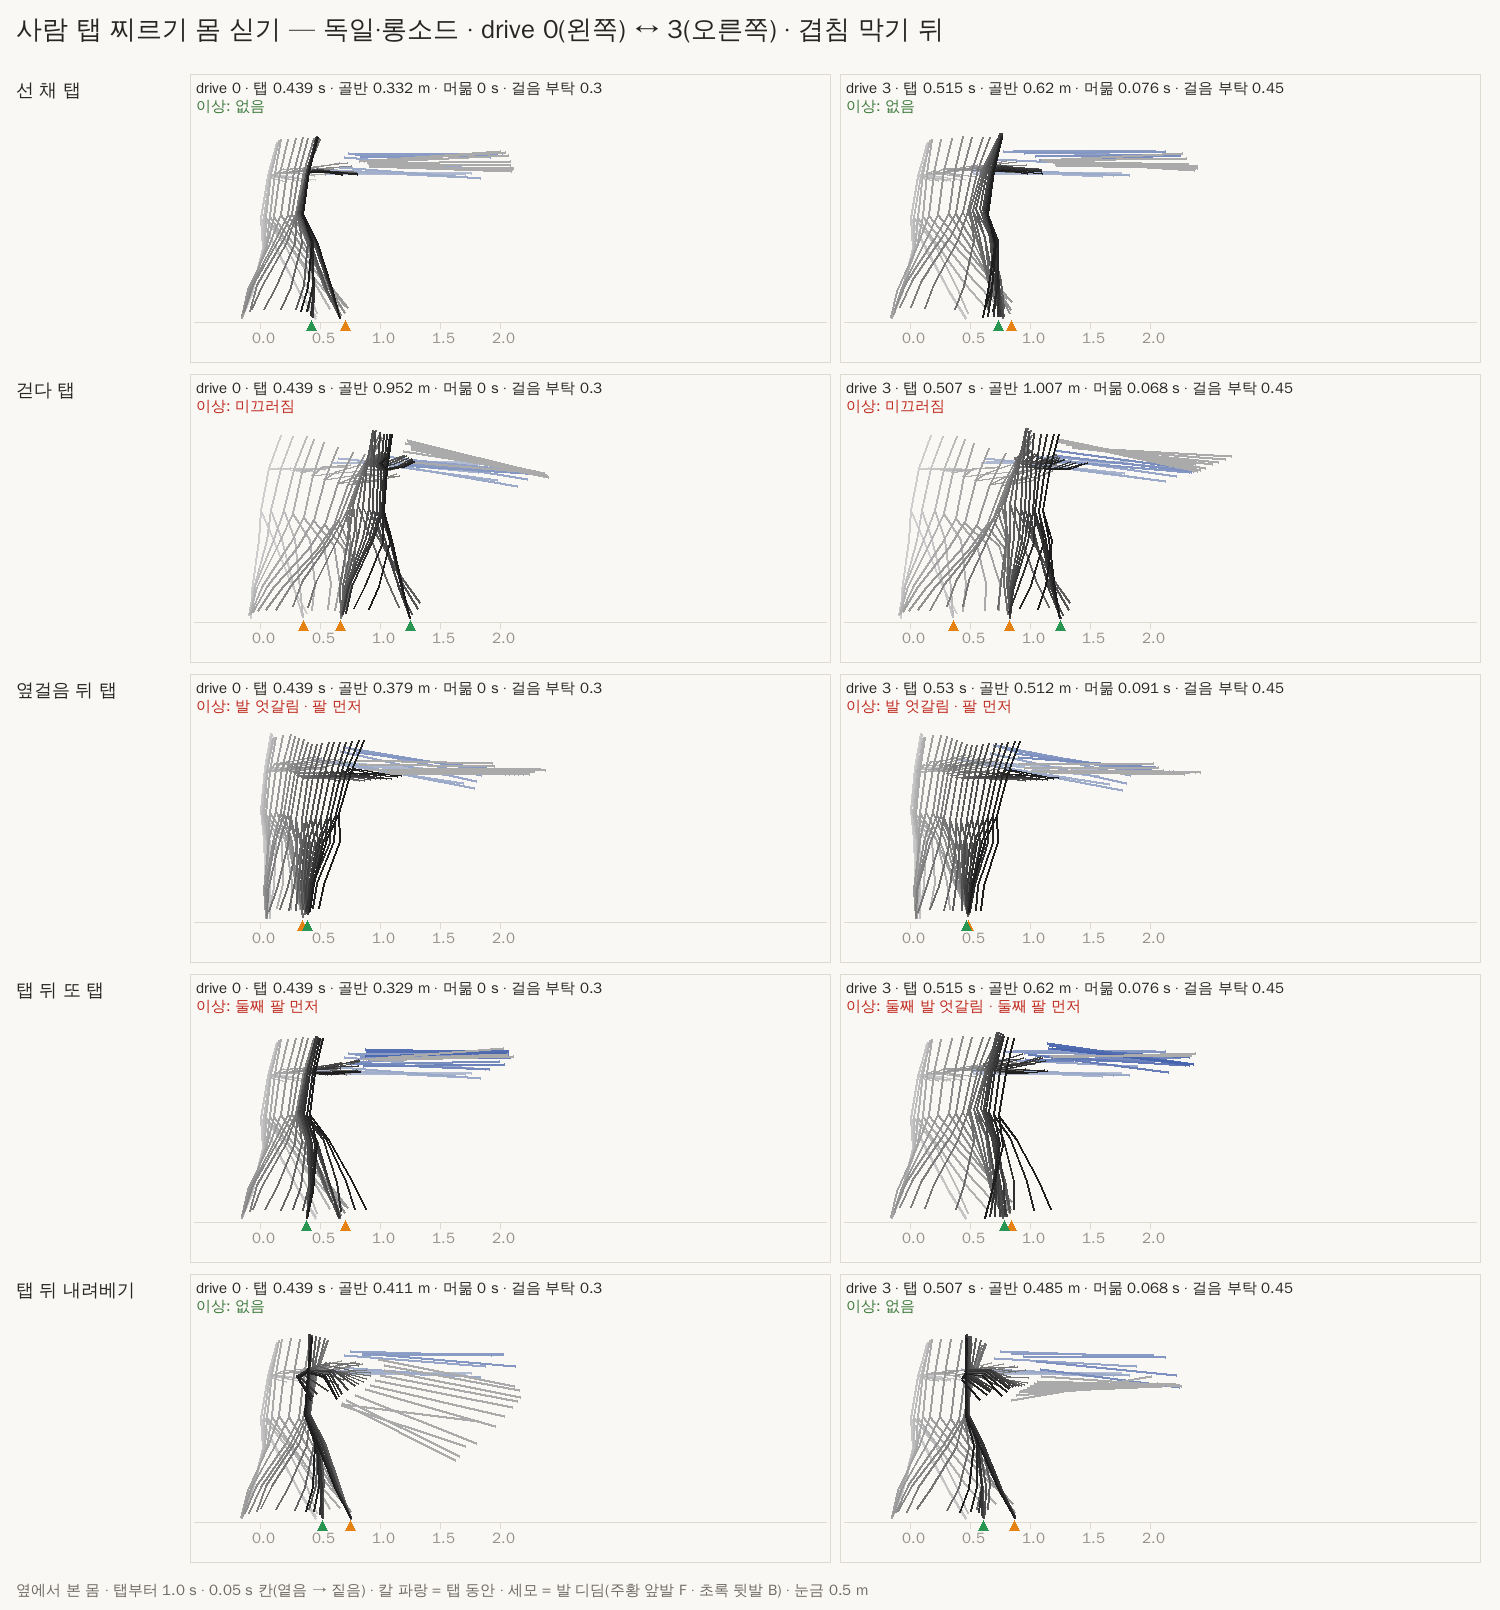 사람 탭 찌르기 몸 싣기 — 독일·롱소드 · drive 0(왼쪽) ↔ 3(오른쪽) · 겹침 막기 뒤
선 채 탭
drive 0 · 탭 0.439 s · 골반 0.332 m · 머묾 0 s · 걸음 부탁 0.3
이상: 없음
0.0 0.5 1.0 1.5 2.0
drive 3 · 탭 0.515 s · 골반 0.62 m · 머묾 0.076 s · 걸음 부탁 0.45
이상: 없음
0.0 0.5 1.0 1.5 2.0
걷다 탭
drive 0 · 탭 0.439 s · 골반 0.952 m · 머묾 0 s · 걸음 부탁 0.3
이상: 미끄러짐
0.0 0.5 1.0 1.5 2.0
drive 3 · 탭 0.507 s · 골반 1.007 m · 머묾 0.068 s · 걸음 부탁 0.45
이상: 미끄러짐
0.0 0.5 1.0 1.5 2.0
옆걸음 뒤 탭
drive 0 · 탭 0.439 s · 골반 0.379 m · 머묾 0 s · 걸음 부탁 0.3
이상: 발 엇갈림 · 팔 먼저
0.0 0.5 1.0 1.5 2.0
drive 3 · 탭 0.53 s · 골반 0.512 m · 머묾 0.091 s · 걸음 부탁 0.45
이상: 발 엇갈림 · 팔 먼저
0.0 0.5 1.0 1.5 2.0
탭 뒤 또 탭
drive 0 · 탭 0.439 s · 골반 0.329 m · 머묾 0 s · 걸음 부탁 0.3
이상: 둘째 팔 먼저
0.0 0.5 1.0 1.5 2.0
drive 3 · 탭 0.515 s · 골반 0.62 m · 머묾 0.076 s · 걸음 부탁 0.45
이상: 둘째 발 엇갈림 · 둘째 팔 먼저
0.0 0.5 1.0 1.5 2.0
탭 뒤 내려베기
drive 0 · 탭 0.439 s · 골반 0.411 m · 머묾 0 s · 걸음 부탁 0.3
이상: 없음
0.0 0.5 1.0 1.5 2.0
drive 3 · 탭 0.507 s · 골반 0.485 m · 머묾 0.068 s · 걸음 부탁 0.45
이상: 없음
0.0 0.5 1.0 1.5 2.0
옆에서 본 몸 · 탭부터 1.0 s · 0.05 s 칸(옅음 → 짙음) · 칼 파랑 = 탭 동안 · 세모 = 발 디딤(주황 앞발 F · 초록 뒷발 B) · 눈금 0.5 m